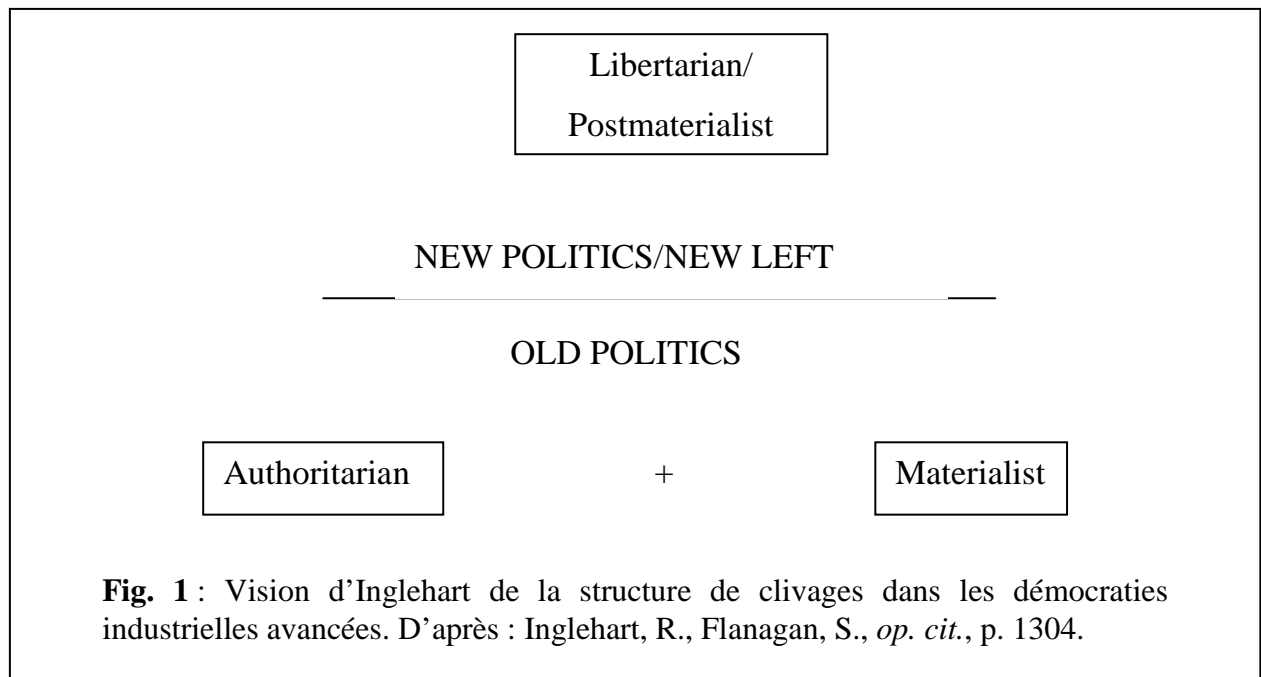 Libertarian/
Postmaterialist
NEW POLITICS/NEW LEFT
OLD POLITICS
Authoritarian + Materialist
Fig. 1 : Vision d’Inglehart de la structure de clivages dans les démocraties
industrielles avancées. D’après : Inglehart, R., Flanagan, S., op. cit., p. 1304.